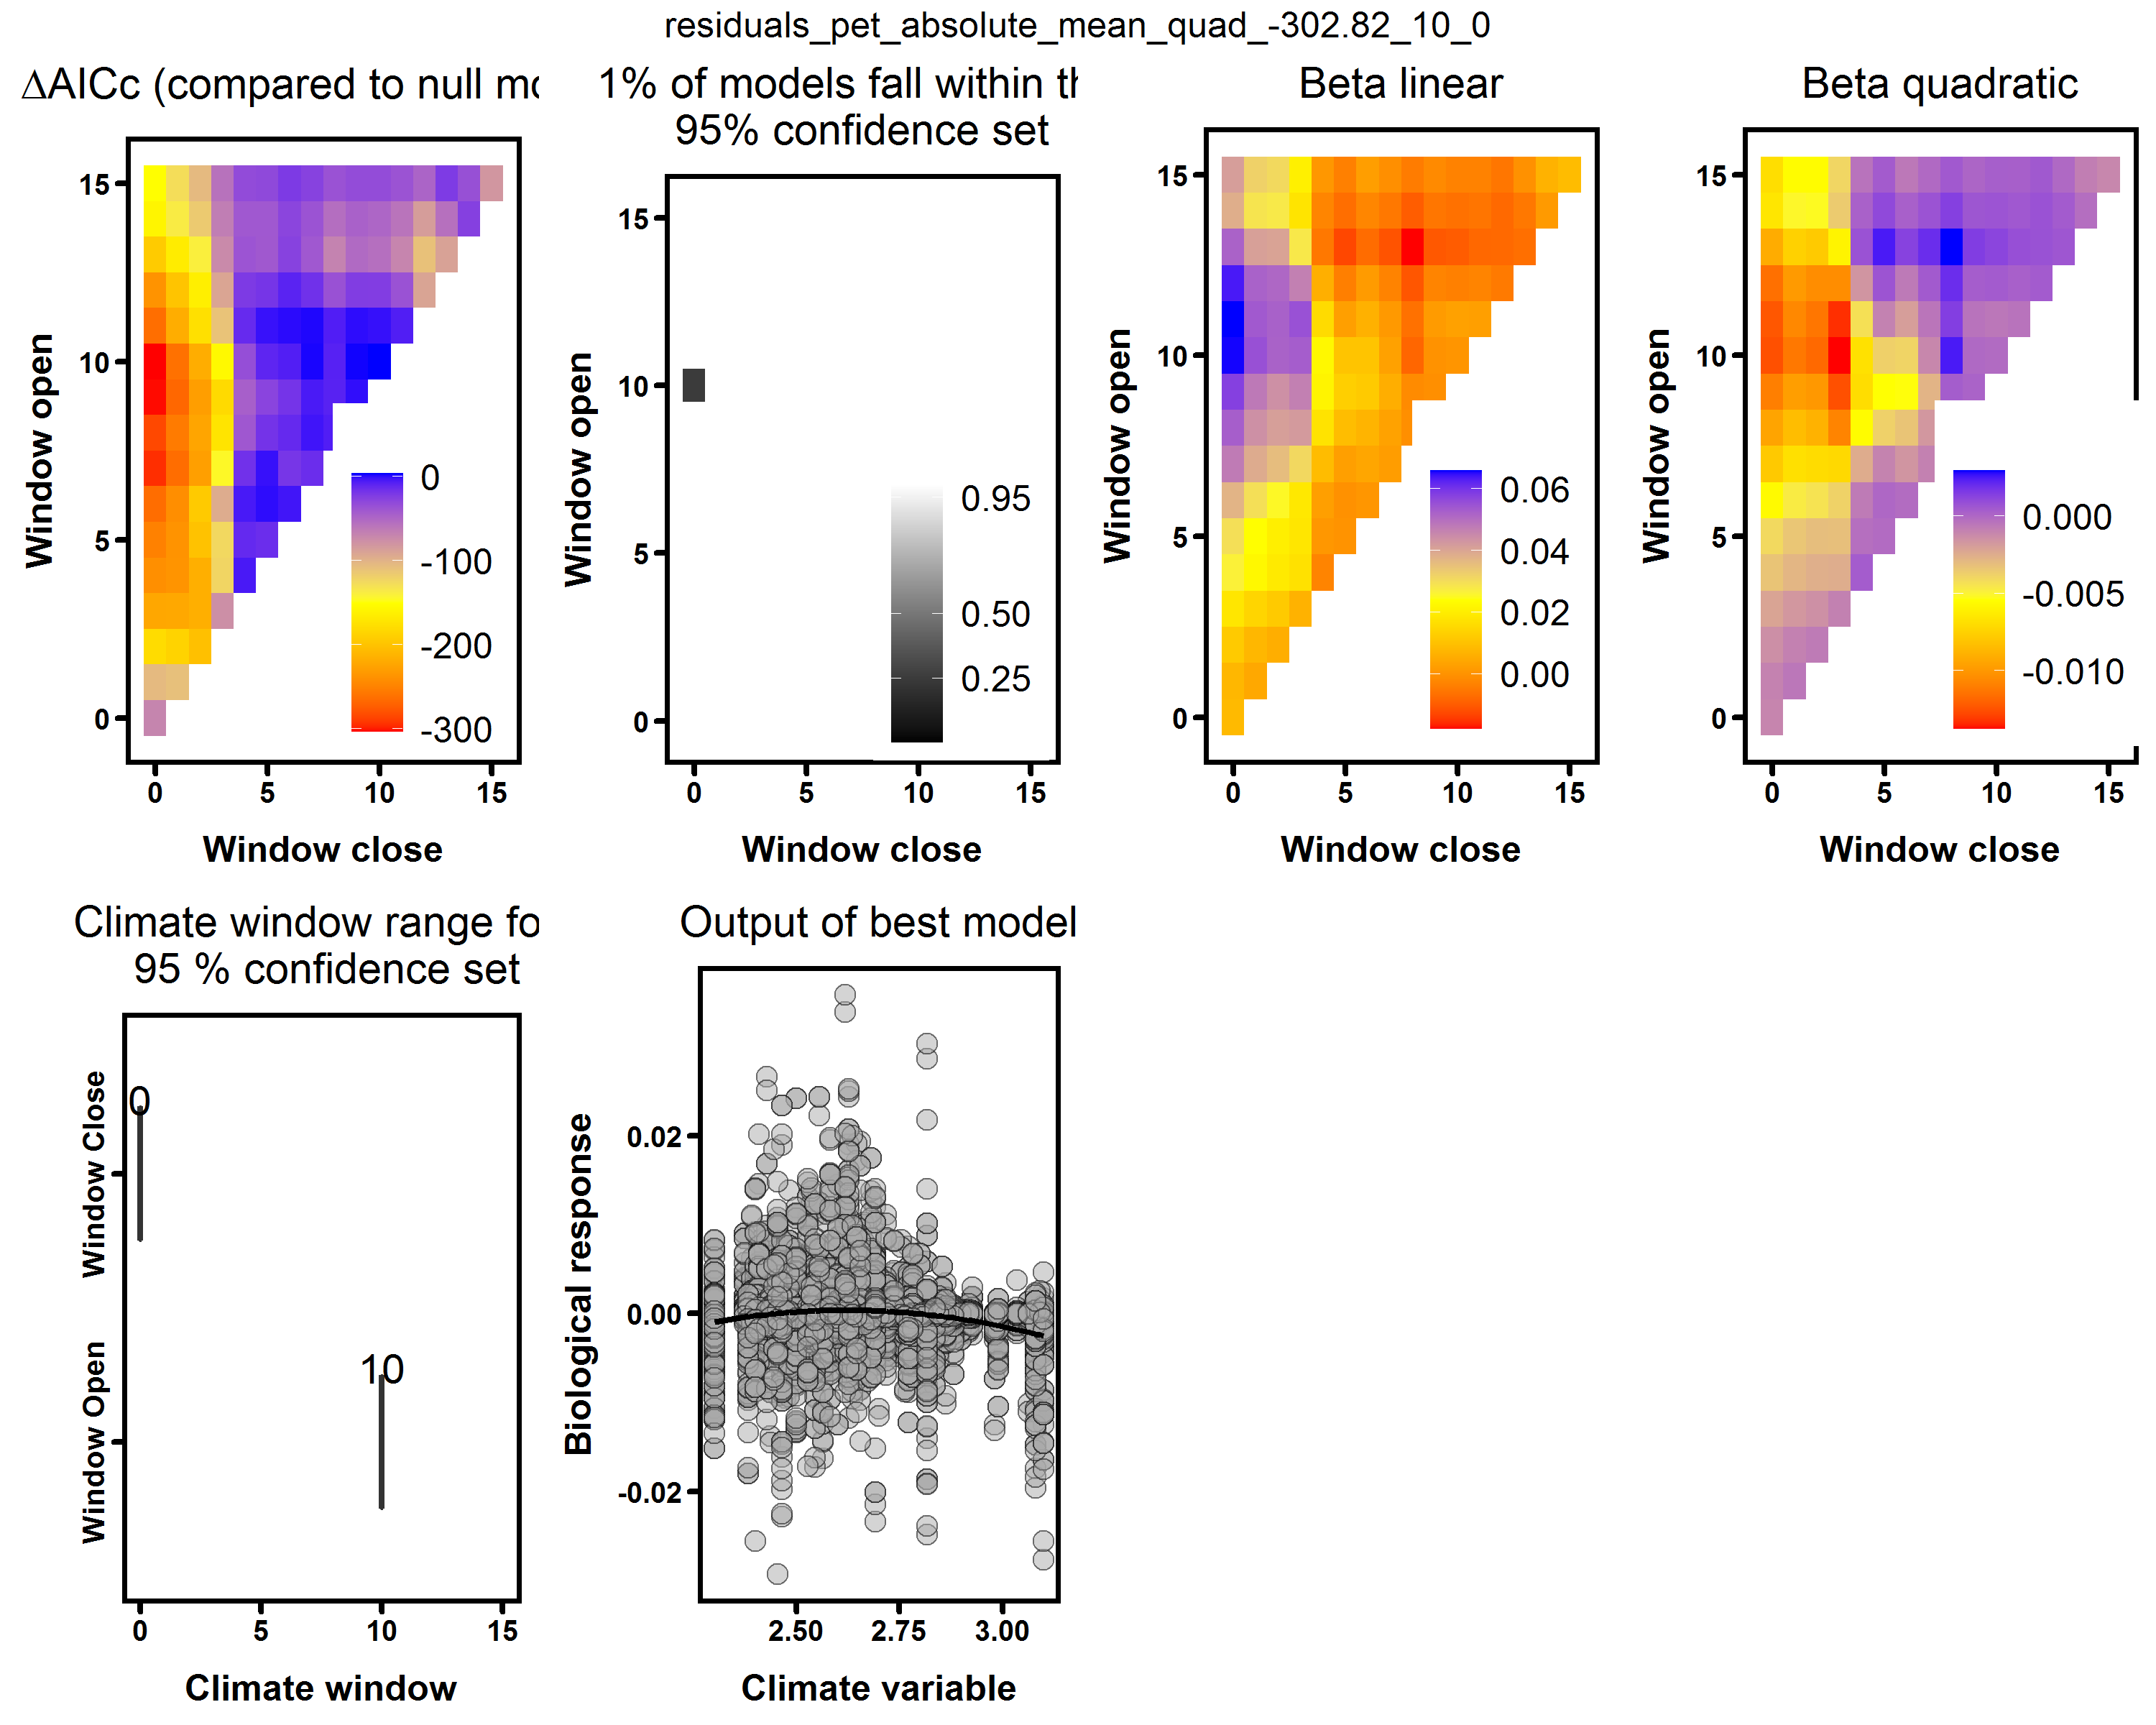 residuals_pet_absolute_mean_quad_-302.82_10_0
ΔAICc (compared to null mo
Window open
15
10
5
0
0
-100
-200
-300
0 5 10 15
Window close
1% of models fall within th
95% confidence set
Window open
15
10
5
0
0.95
0.50
0.25
0 5 10 15
Window close
Beta linear
Window open
15
10
5
0
0.06
0.04
0.02
0.00
0 5 10 15
Window close
Beta quadratic
Window open
15
10
5
0
0.000
-0.005
-0.010
0 5 10 15
Window close
Climate window range fo
95 % confidence set
Window Close
Window Open
0
10
0 5 10 15
Climate window
Output of best model
Biological response
0.02
0.00
-0.02
2.50 2.75 3.00
Climate variable